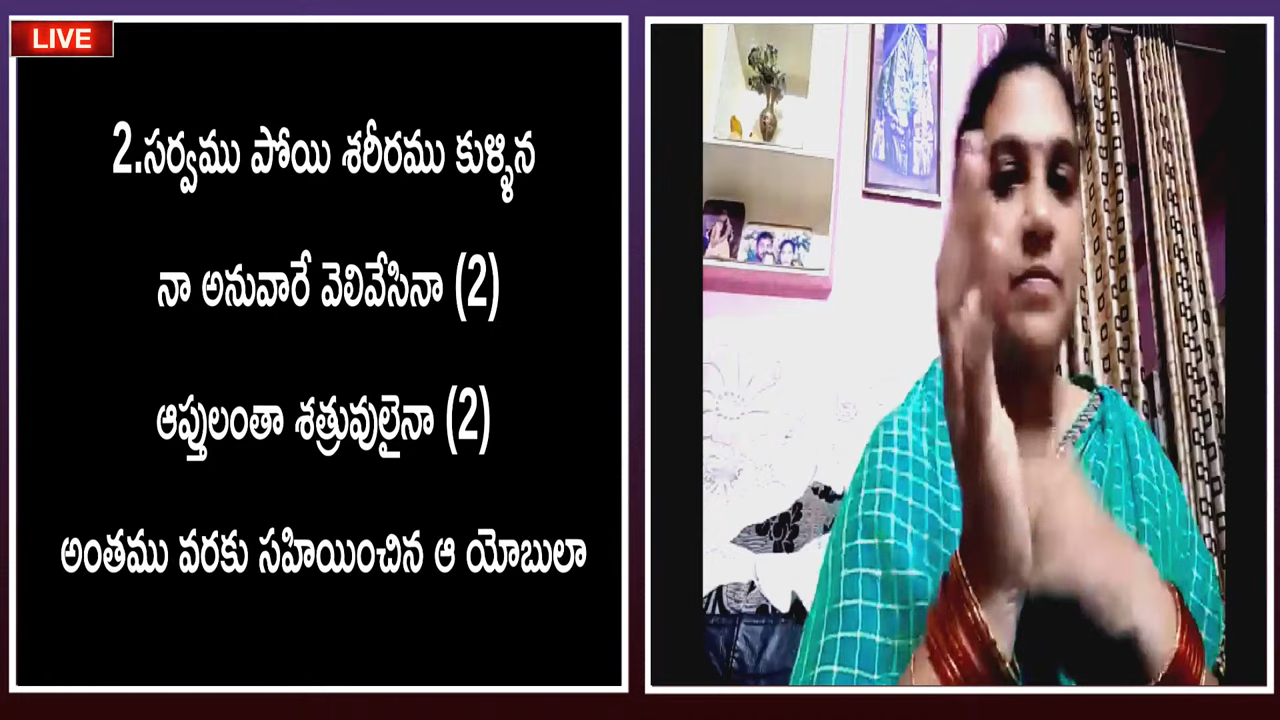 LIVE
2.సర్వము పోయి శరీరము కుళ్ళిన
నా అనువారే వెలివేసినా (2)
ఆప్తులంతా శత్రువులైనా (2)
అంతము వరకు సహియించిన ఆ యోబులా